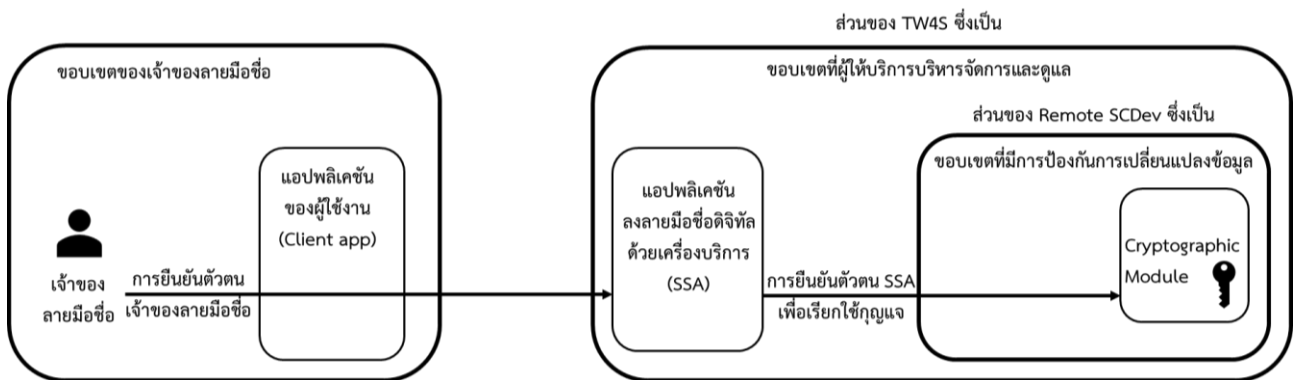 ส่วนของ TW4S ซึ่งเป็น
ขอบเขตของเจ้าของลายมือชื่อ
ขอบเขตที่ผู้ให้บริการบริหารจัดการและดูแล
ส่วนของ Remote SCDev ซึ่งเป็น
ขอบเขตที่มีการป้องกันการเปลี่ยนแปลงข้อมูล
แอปพลิเคชัน
ของผู้ใช้งาน
(Client app)
แอปพลิเคชัน
ลงลายมือชื่อดิจิทัล
ด้วยเครื่องบริการ
(SSA)
Cryptographic
Module
เจ้าของ
ลายมือชื่อ
การยืนยันตัวตน
เจ้าของลายมือชื่อ
การยืนยันตัวตน SSA
เพื่อเรียกใช้กุญแจ